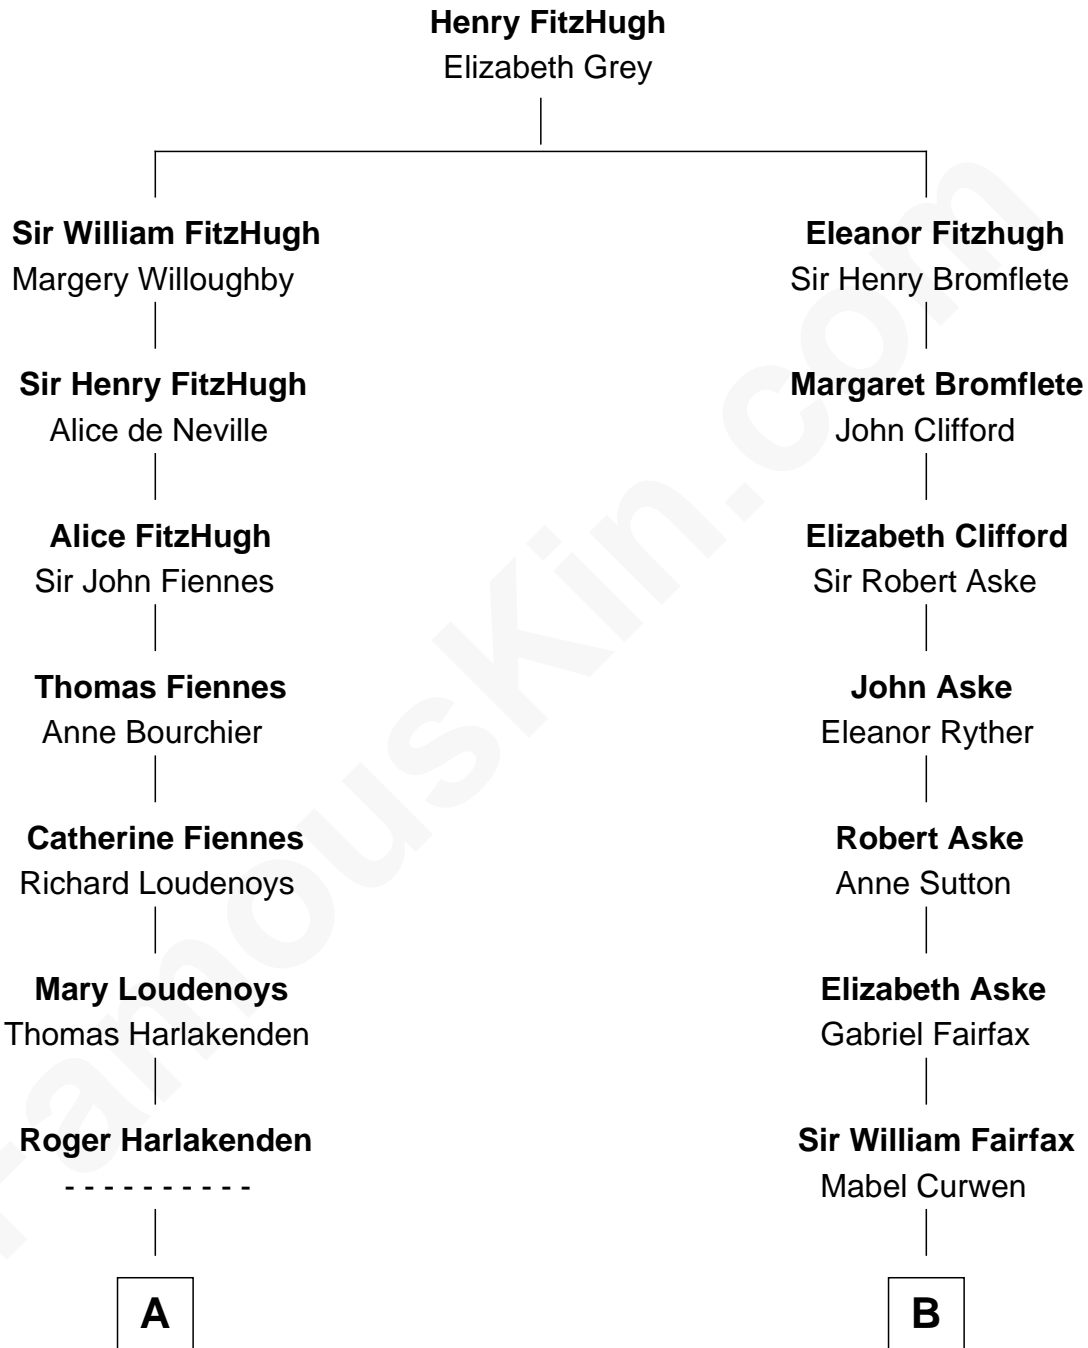 Henry FitzHugh
Elizabeth Grey
Sir William FitzHugh
Margery Willoughby
Eleanor Fitzhugh
Sir Henry Bromflete
Sir Henry FitzHugh
Alice de Neville
Margaret Bromflete
John Clifford
Alice FitzHugh
Sir John Fiennes
Elizabeth Clifford
Sir Robert Aske
Thomas Fiennes
Anne Bourchier
John Aske
Eleanor Ryther
Catherine Fiennes
Richard Loudenoys
Robert Aske
Anne Sutton
Mary Loudenoys
Thomas Harlakenden
Elizabeth Aske
Gabriel Fairfax
Roger Harlakenden
- - - - - - - - - -
Sir William Fairfax
Mabel Curwen
A
B
FamousKin.com